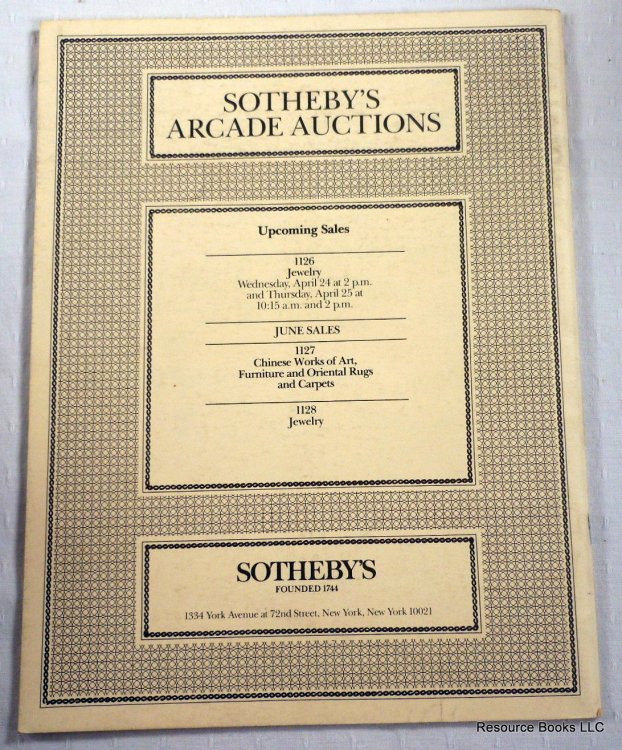 SOTHEBY'S
ARCADE AUCTIONS
Upcoming Sales
1126
Jewelry
Wednesday, April 24 at 2 p.m.
and Thursday, April 25 at
10:15 a.m. and 2 p.m.
JUNE SALES
1127
Chinese Works of Art,
Furniture and Oriental Rugs
and Carpets
1128
Jewelry
SOTHEBY'S
FOUNDED 1744
1334 York Avenue at 72nd Street, New York, New York 10021
Resource Books LLC